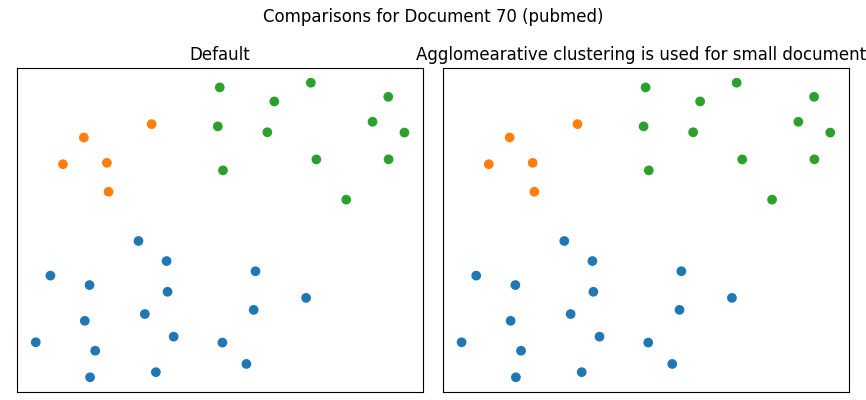 Comparisons for Document 70 (pubmed)
Default
Agglomearative clustering is used for small document